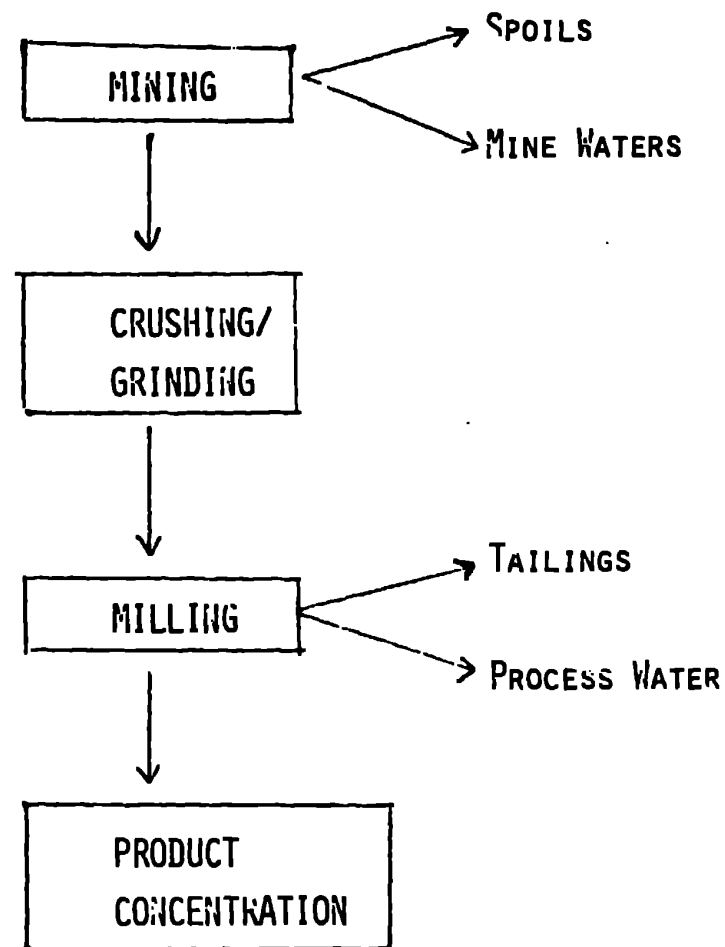 SPOILS
MINING
MINE WATERS
CRUSHING/
GRINDING
TAILINGS
MILLING
PROCESS WATER
PRODUCT
CONCENTRATION